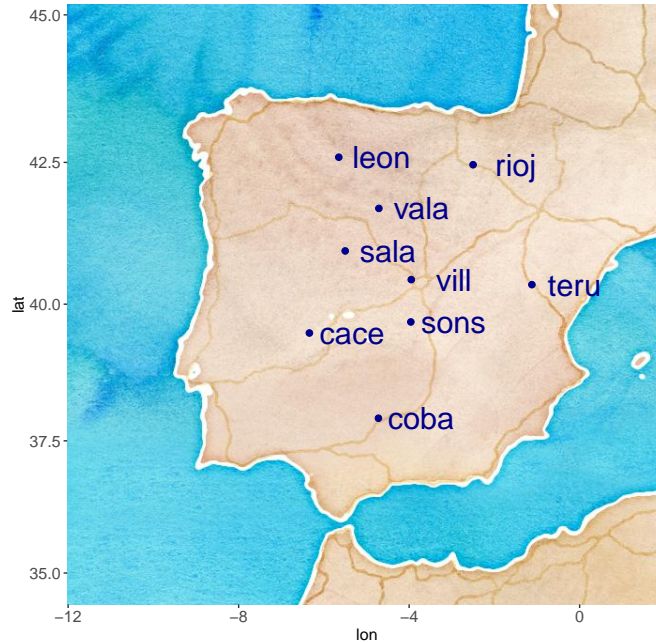 45.0
leon
rioj
42.5
vala
sala
vill
teru
40.0
sons
cace
coba
37.5
35.0
−12
−8
−4
0
lat
lon